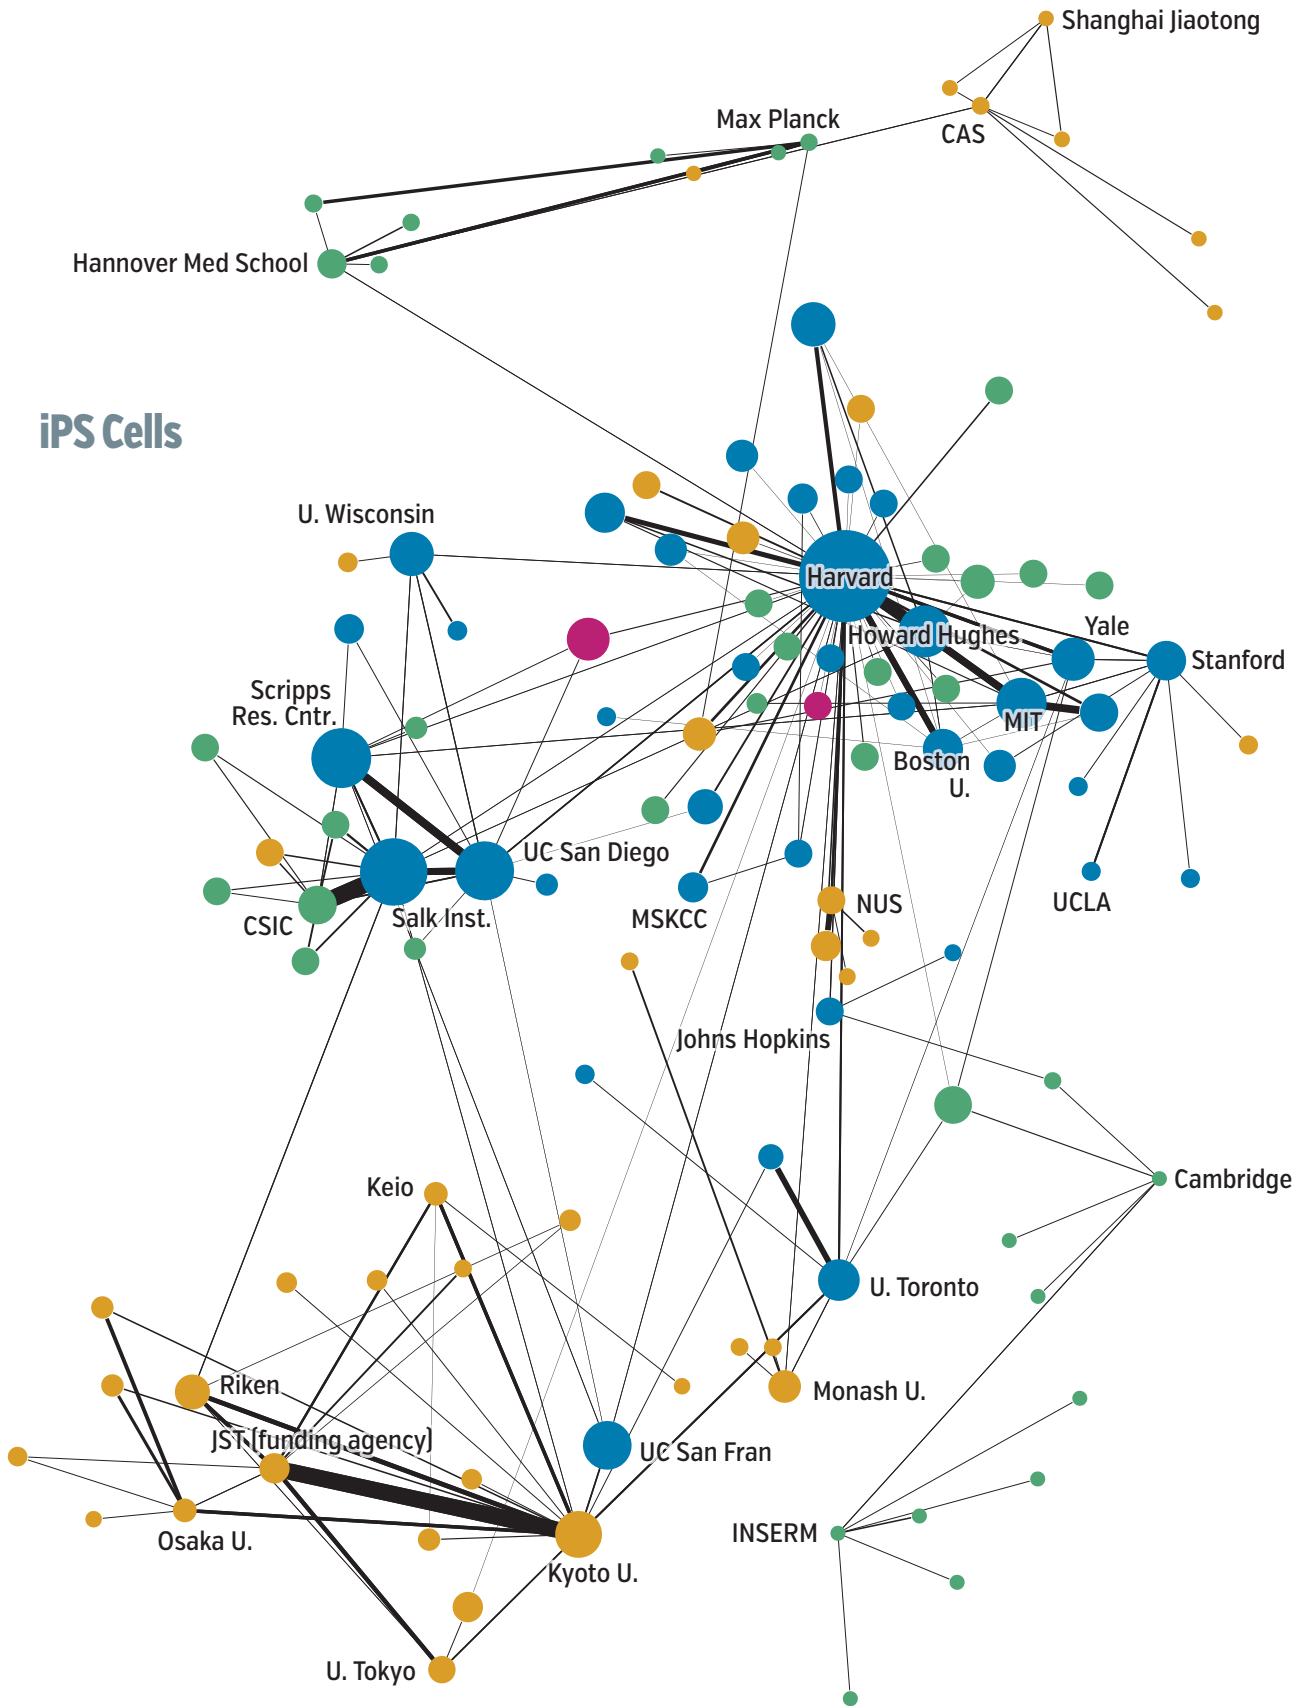 Shanghai Jiaotong
Max Planck
CAS
Hannover Med School
iPS Cells
U. Wisconsin
Harvard
Howard Hughes
Yale
Stanford
Scripps
Res. Cntr.
MIT
Boston
U.
UC San Diego
UCLA
MSKCC
NUS
CSIC
Salk Inst.
Johns Hopkins
Keio
Cambridge
U. Toronto
Riken
Monash U.
JST (funding agency)
UC San Fran
Osaka U.
INSERM
Kyoto U.
U. Tokyo